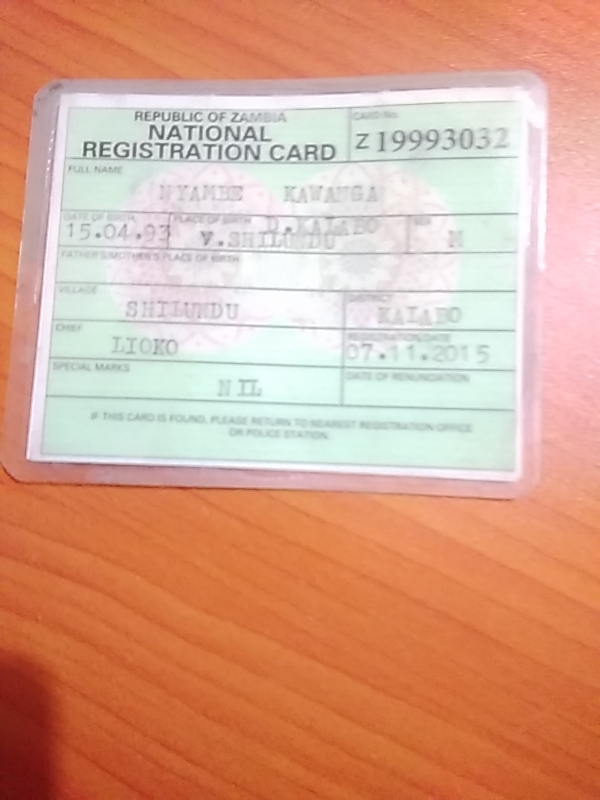 REPUBLIC OF ZAMBIA
NATIONAL
REGISTRATION CARD
CARD No.
Z 19993032
FULL NAME
NYAMBE KAWANGA
DATE OF BIRTH
15.04.93
PLACE OF BIRTH
D.KALABO
V.SHILUNDU
SEX
M
FATHER'S/MOTHER'S PLACE OF BIRTH
VILLAGE
SHILUNDU
DISTRICT
KALABO
CHIEF
LIOKO
REGISTRATION DATE
07.11.2015
SPECIAL MARKS
NIL
DATE OF RENUNCIATION
IF THIS CARD IS FOUND, PLEASE RETURN TO NEAREST REGISTRATION OFFICE
OR POLICE STATION.